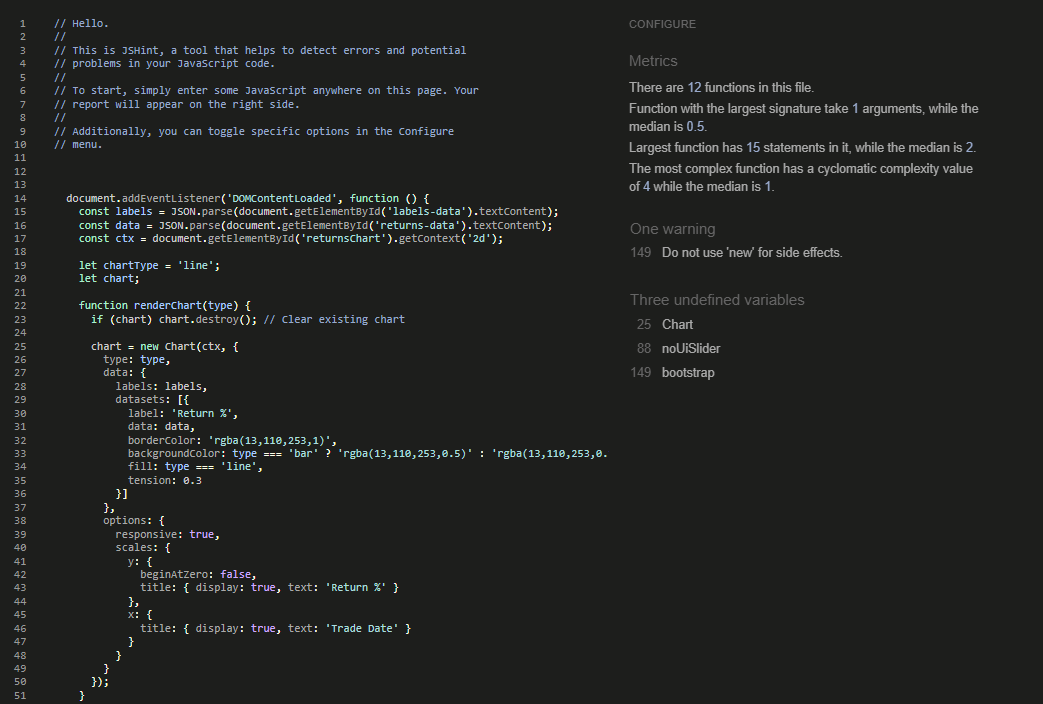 1 // Hello.
2 //
3 // This is JSHint, a tool that helps to detect errors and potential
4 // problems in your JavaScript code.
5 //
6 // To start, simply enter some JavaScript anywhere on this page. Your
7 // report will appear on the right side.
8 //
9 // Additionally, you can toggle specific options in the Configure
10 // menu.
11
12
13
14 document.addEventListener('DOMContentLoaded', function () {
15 const labels = JSON.parse(document.getElementById('labels-data').textContent);
16 const data = JSON.parse(document.getElementById('returns-data').textContent);
17 const ctx = document.getElementById('returnsChart').getContext('2d');
18
19 let chartType = 'line';
20 let chart;
21
22 function renderChart(type) {
23 if (chart) chart.destroy(); // Clear existing chart
24
25 chart = new Chart(ctx, {
26 type: type,
27 data: {
28 labels: labels,
29 datasets: [{
30 label: 'Return %',
31 data: data,
32 borderColor: 'rgba(13,110,253,1)',
33 backgroundColor: type === 'bar' ? 'rgba(13,110,253,0.5)' : 'rgba(13,110,253,0.
34 fill: type === 'line',
35 tension: 0.3
36 }]
37 },
38 options: {
39 responsive: true,
40 scales: {
41 y: {
42 beginAtZero: false,
43 title: { display: true, text: 'Return %' }
44 },
45 x: {
46 title: { display: true, text: 'Trade Date' }
47 }
48 }
49 }
50 });
51 }
CONFIGURE
Metrics
There are 12 functions in this file.
Function with the largest signature take 1 arguments, while the
median is 0.5.
Largest function has 15 statements in it, while the median is 2.
The most complex function has a cyclomatic complexity value
of 4 while the median is 1.
One warning
149 Do not use 'new' for side effects.
Three undefined variables
25 Chart
88 noUiSlider
149 bootstrap